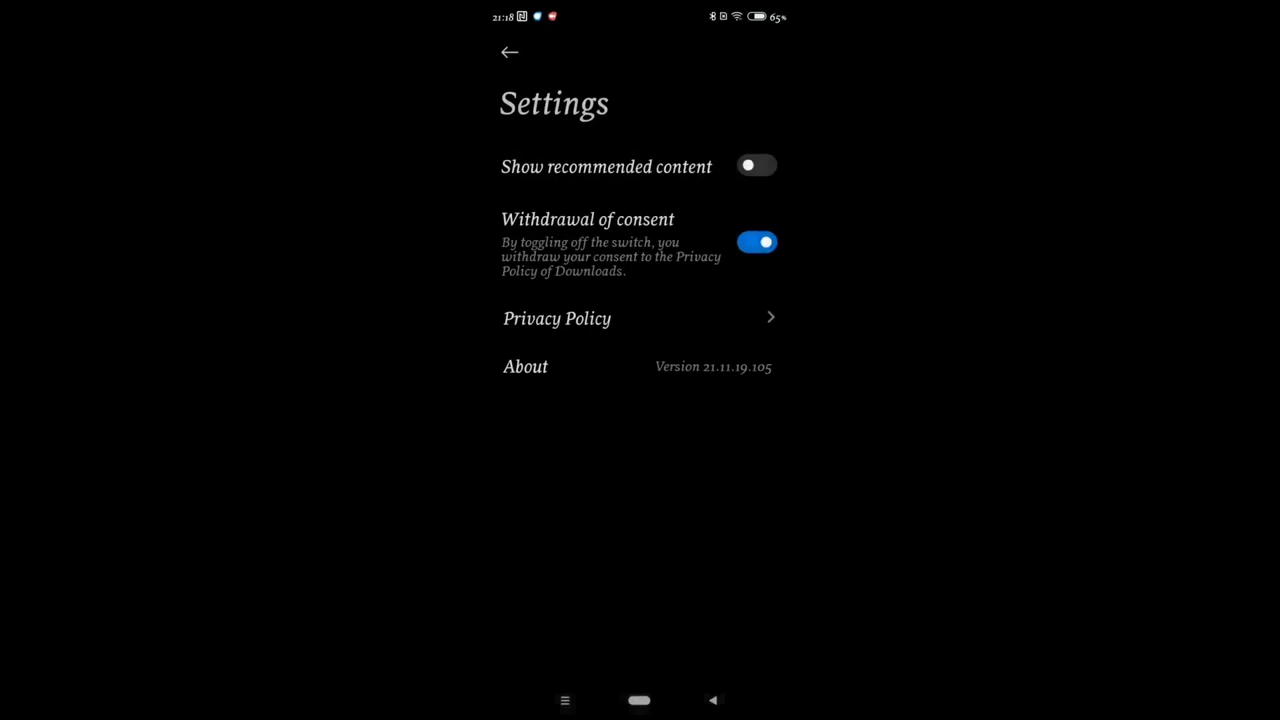 21:18 65%
Settings
Show recommended content
Withdrawal of consent
By toggling off the switch, you
withdraw your consent to the Privacy
Policy of Downloads.
Privacy Policy
About Version 21.11.19.105